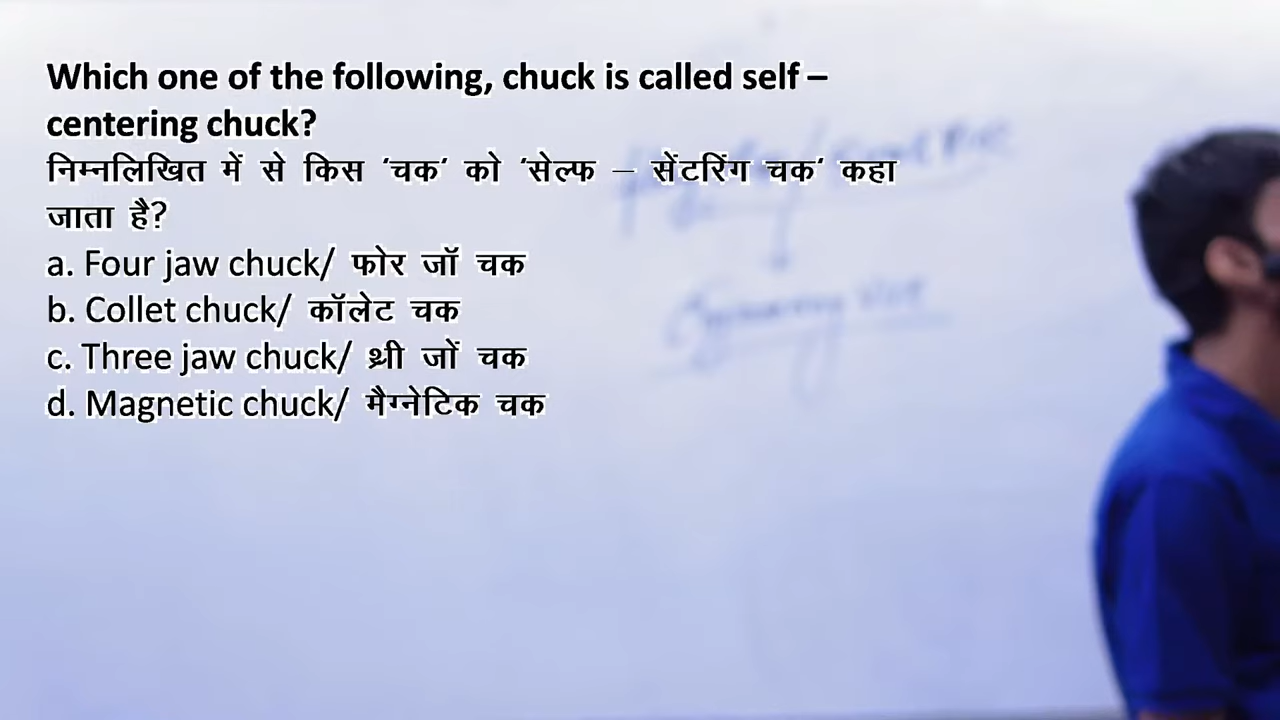 Which one of the following, chuck is called self –
centering chuck?
निम्नलिखित में से किस ‘चक‘ को ‘सेल्फ – सेंटरिंग चक‘ कहा
जाता है?
a. Four jaw chuck/ फोर जॉ चक
b. Collet chuck/ कॉलेट चक
c. Three jaw chuck/ थ्री जों चक
d. Magnetic chuck/ मैग्नेटिक चक